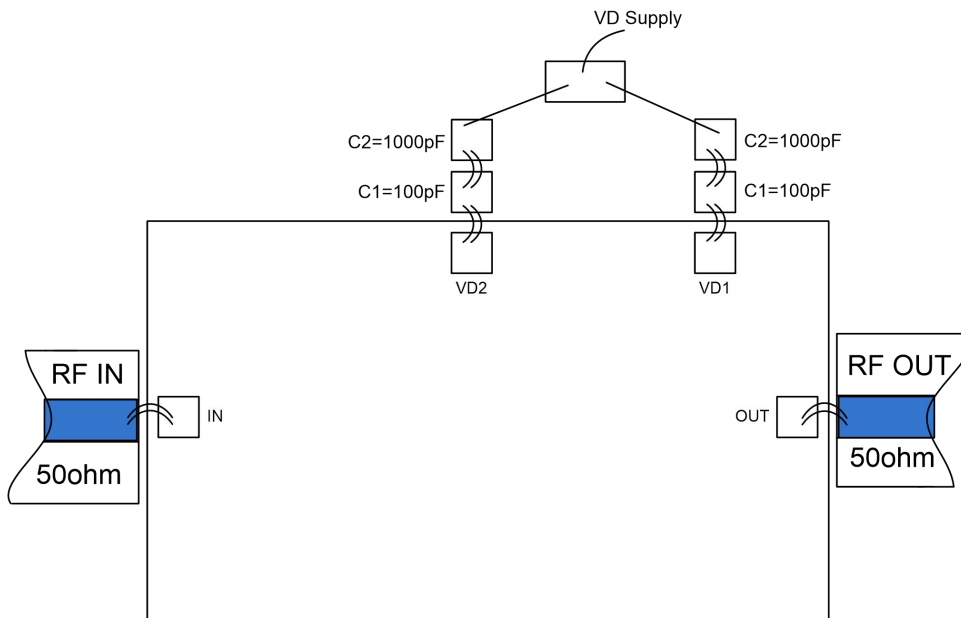 VD Supply
C2=1000pF
C2=1000pF
C1=100pF
C1=100pF
VD2
VD1
RF IN
RF OUT
IN
OUT
50ohm
50ohm